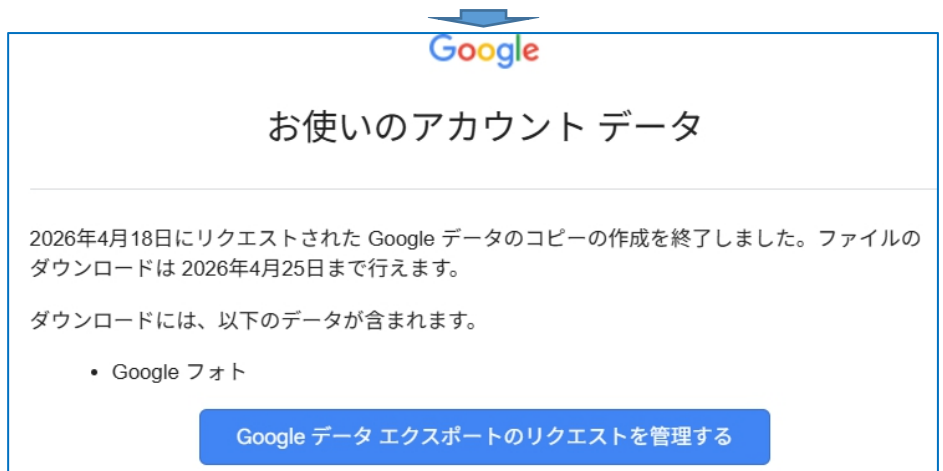 Google
お使いのアカウント データ
2026年4月18日にリクエストされた Google データのコピーの作成を終了しました。ファイルの
ダウンロードは 2026年4月25日まで行えます。
ダウンロードには、以下のデータが含まれます。
• Google フォト
Google データ エクスポートのリクエストを管理する